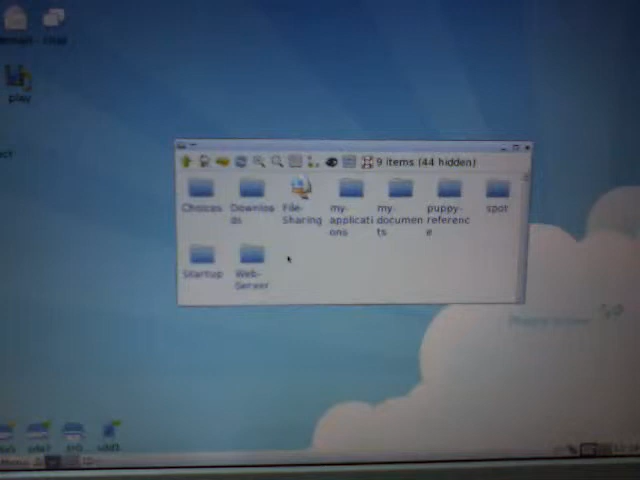 play
9 items (44 hidden)
Choices
Downloa
ds
File-
Sharing
my-
applicati
ons
my-
documen
ts
puppy-
referenc
e
spot
Startup
Web-
Server